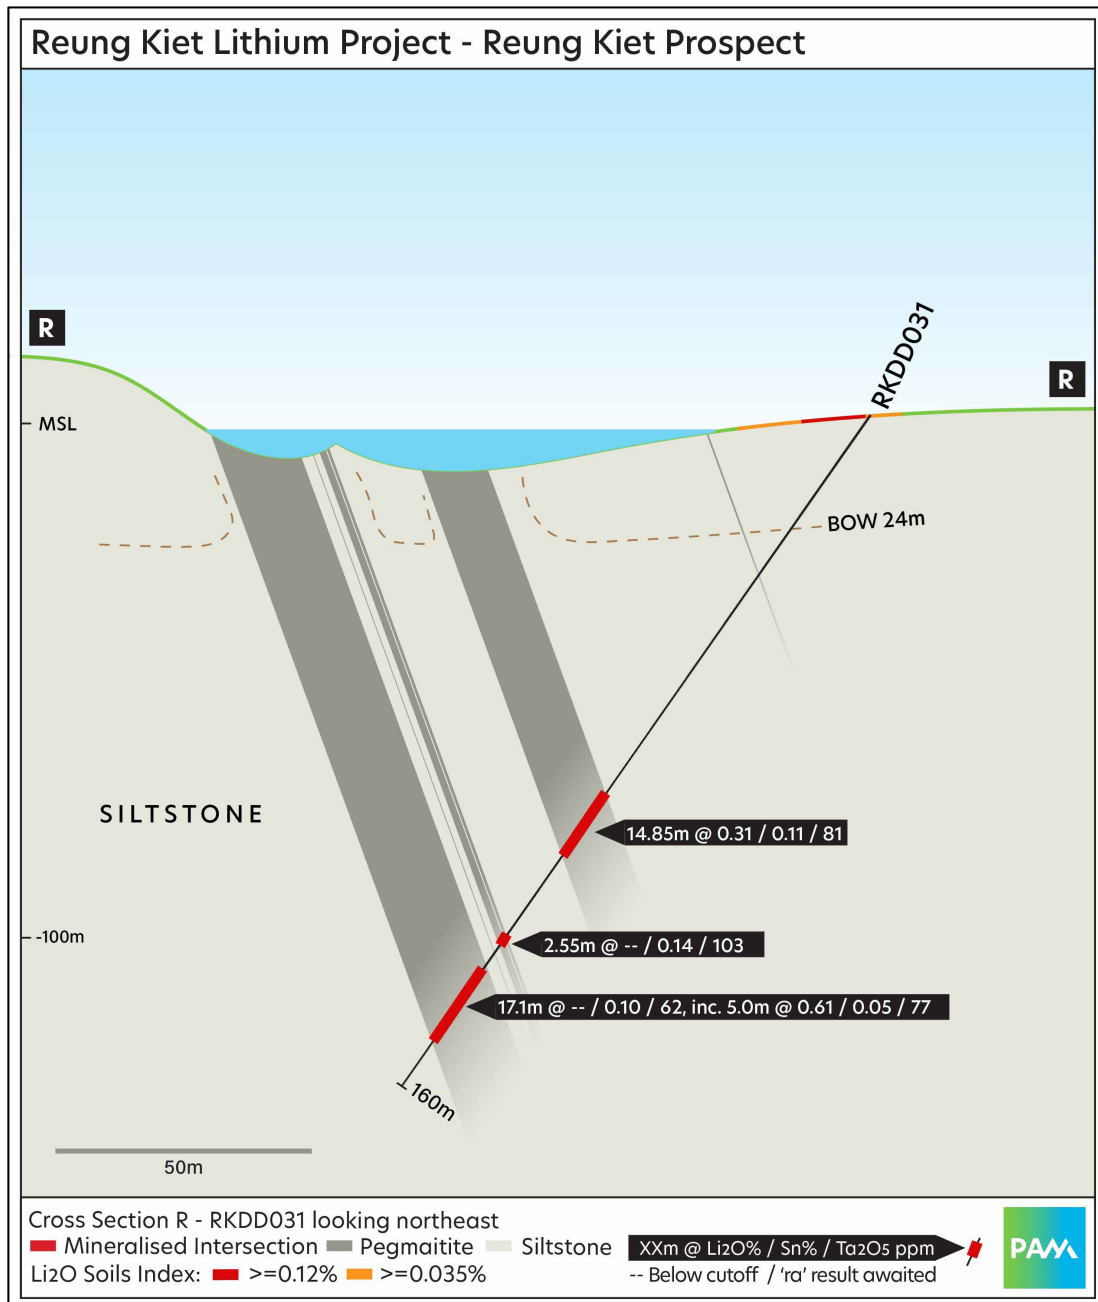 Reung Kiet Lithium Project - Reung Kiet Prospect
R
RKDD031
R
MSL
BOW 24m
SILTSTONE
14.85m @ 0.31 / 0.11 / 81
-100m
2.55m @ -- / 0.14 / 103
17.1m @ -- / 0.10 / 62, inc. 5.0m @ 0.61 / 0.05 / 77
160m
50m
Cross Section R - RKDD031 looking northeast
Mineralised Intersection Pegmaitite Siltstone
XXm @ Li2O% / Sn% / Ta2O5 ppm
Li2O Soils Index: >=0.12% >=0.035%
-- Below cutoff / 'ra' result awaited
PAM